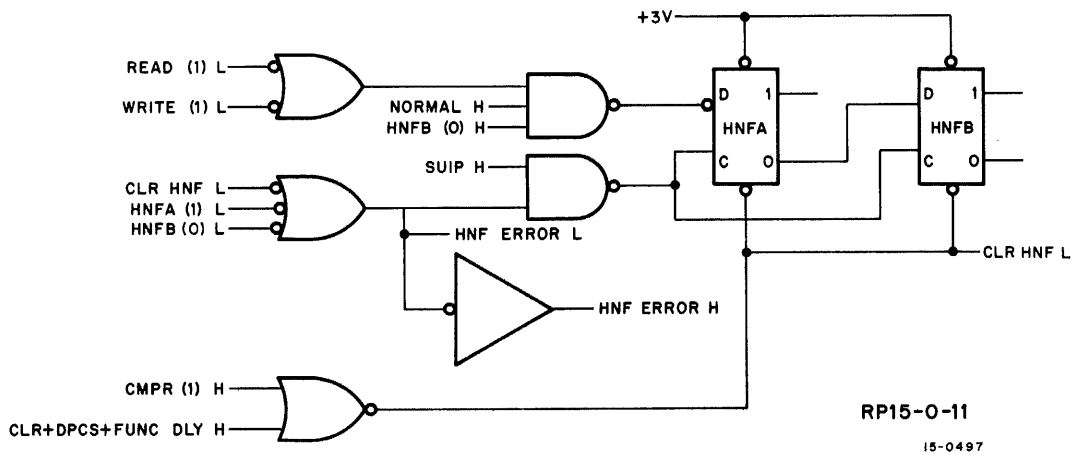 +3V
READ (1) L
WRITE (1) L
NORMAL H
HNFB (0) H
D 1
HNFA
C 0
D 1
HNFB
C 0
SUIP H
CLR HNF L
HNFA (1) L
HNFB (0) L
HNF ERROR L
CLR HNF L
HNF ERROR H
CMPR (1) H
CLR+DPCS+FUNC DLY H
RP15-0-11
15-0497